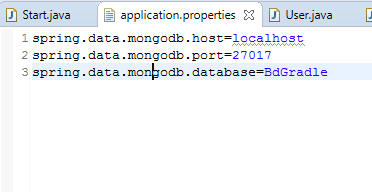 Start.java application.properties User.java
1 spring.data.mongodb.host=localhost
2 spring.data.mongodb.port=27017
3 spring.data.mongodb.database=BdGradle